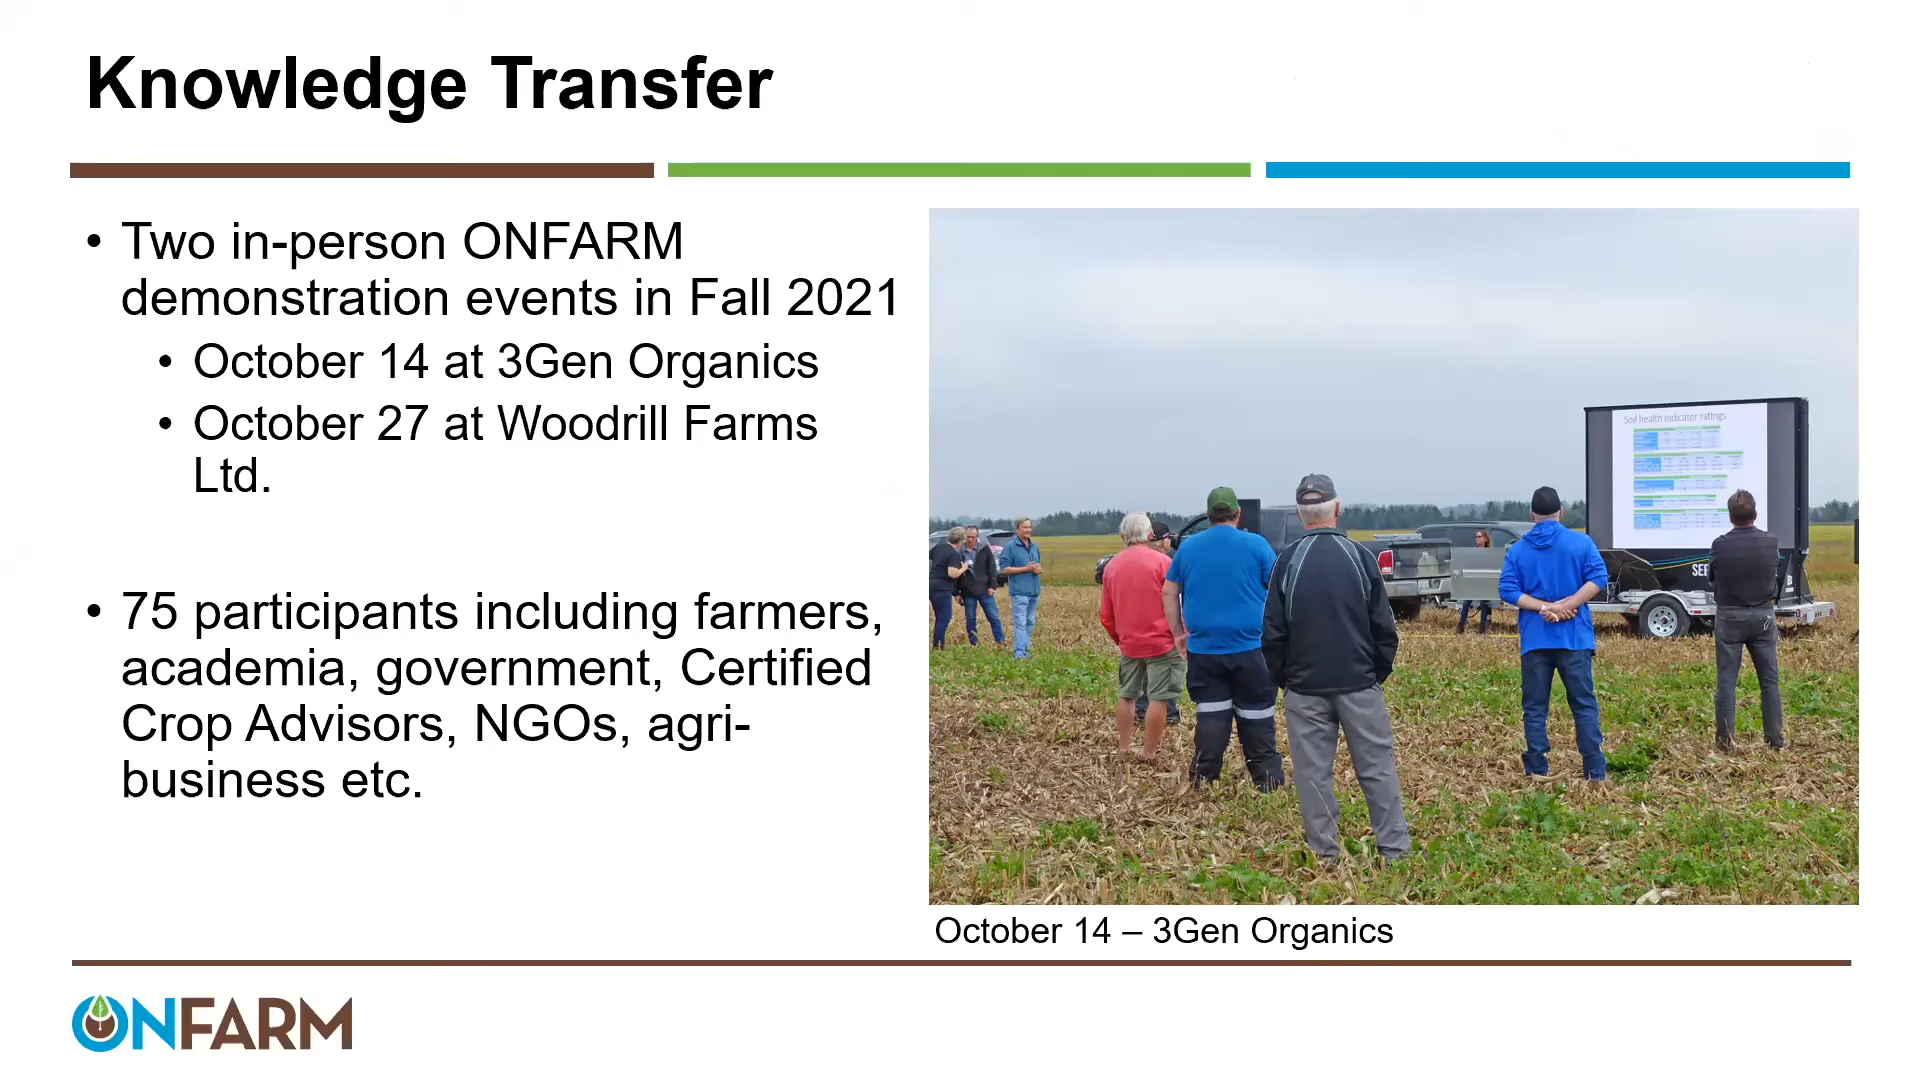 Knowledge Transfer
• Two in-person ONFARM
demonstration events in Fall 2021
• October 14 at 3Gen Organics
• October 27 at Woodrill Farms
Ltd.
• 75 participants including farmers,
academia, government, Certified
Crop Advisors, NGOs, agri-
business etc.
Soil health indicator ratings
October 14 – 3Gen Organics
ONFARM